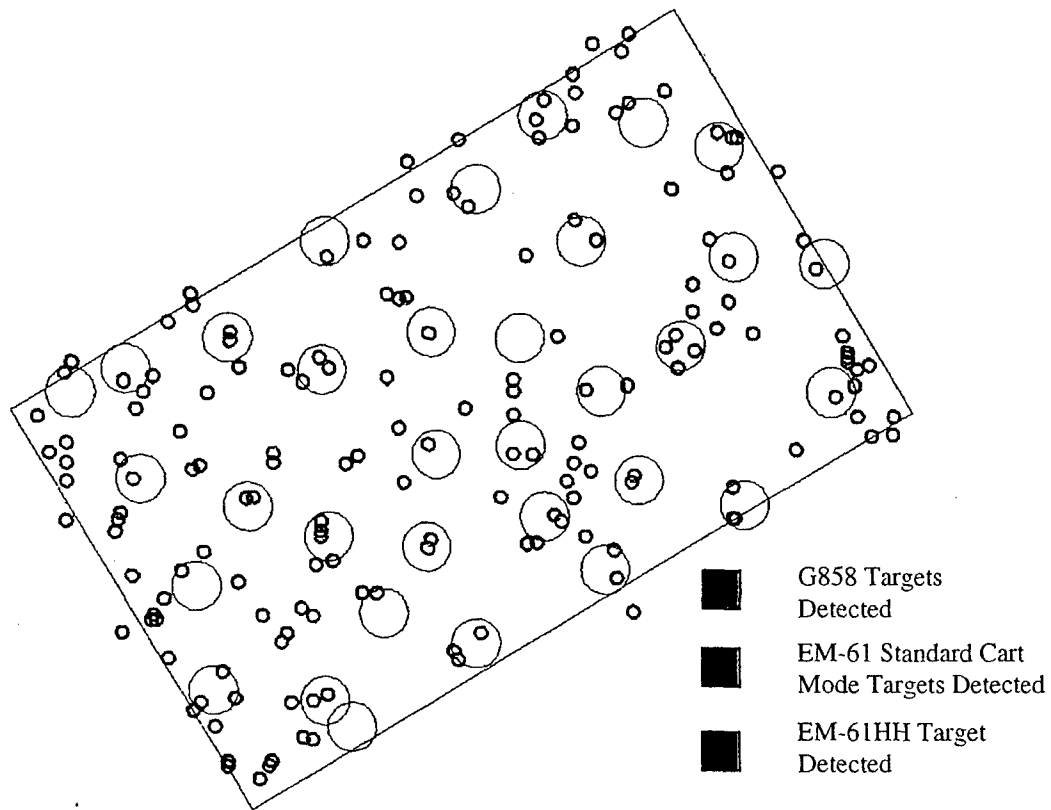 G858 Targets
Detected
EM-61 Standard Cart
Mode Targets Detected
EM-61HH Target
Detected